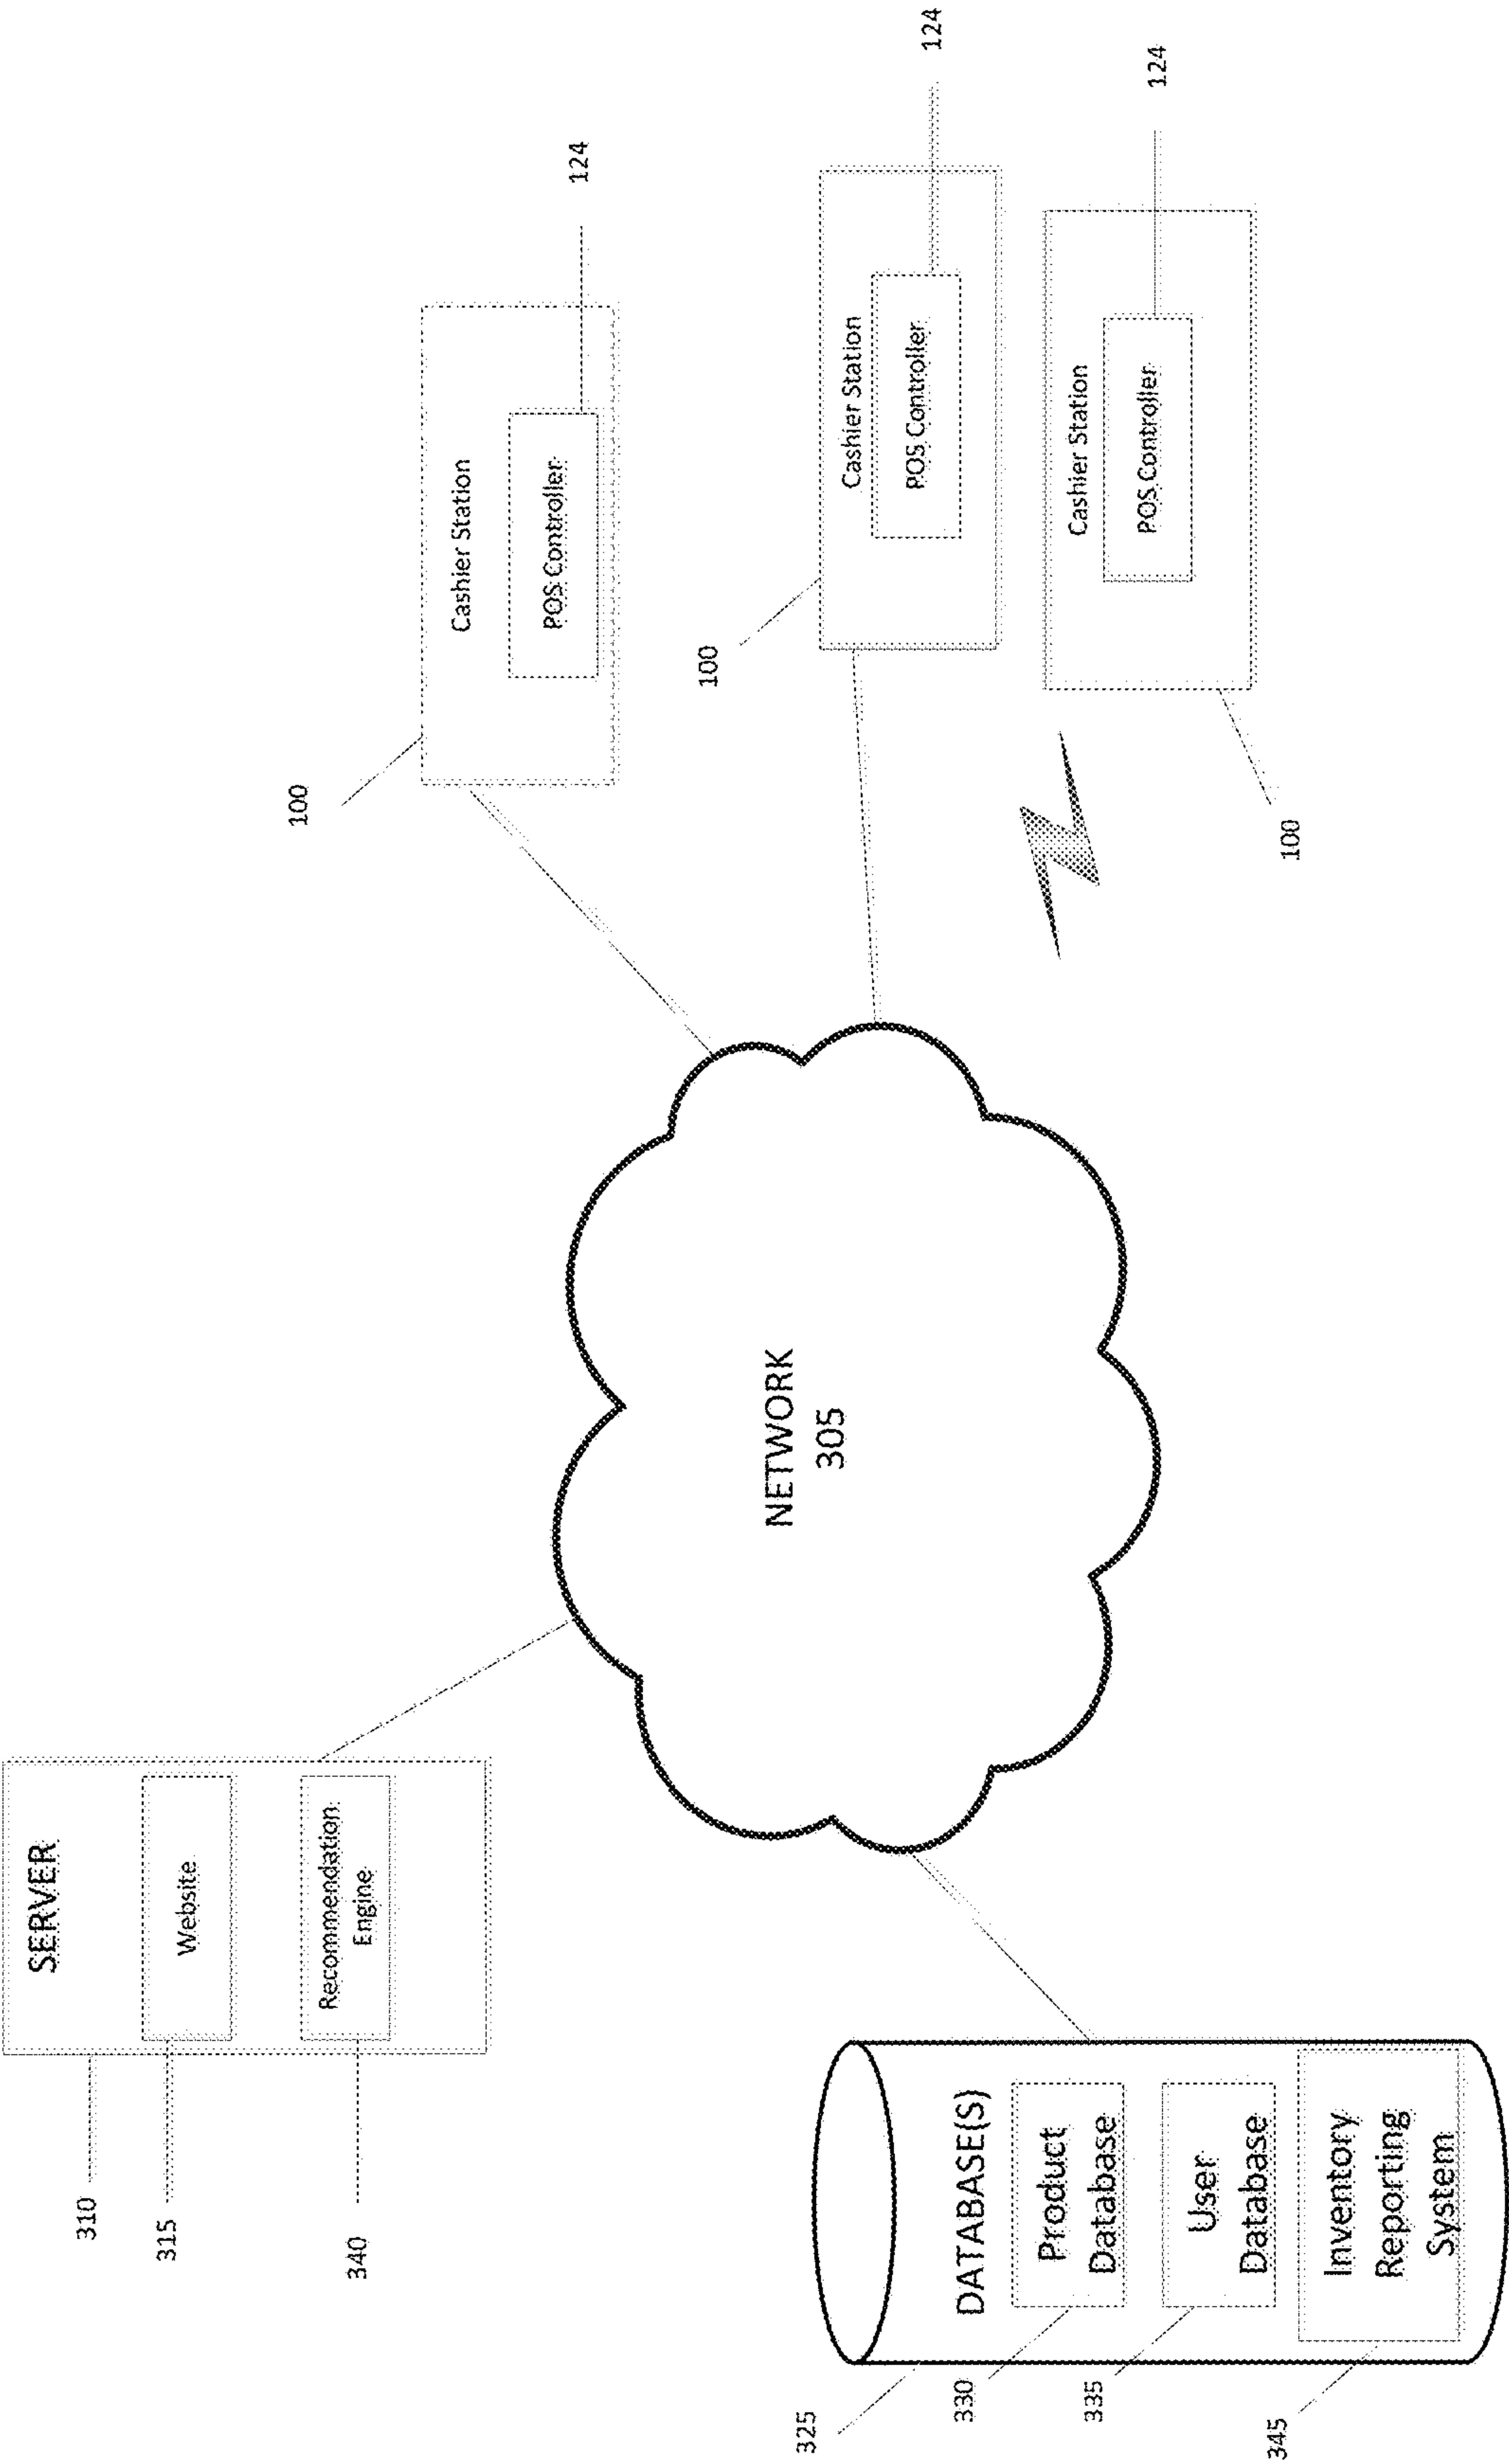 SERVER
310
Website
315
Recommendation
Engine
340
NETWORK
305
DATABASE(S)
325
Product
Database
330
User
Database
335
Inventory
Reporting
System
345
100
Cashier Station
POS Controller
124
100
Cashier Station
POS Controller
124
100
Cashier Station
POS Controller
124